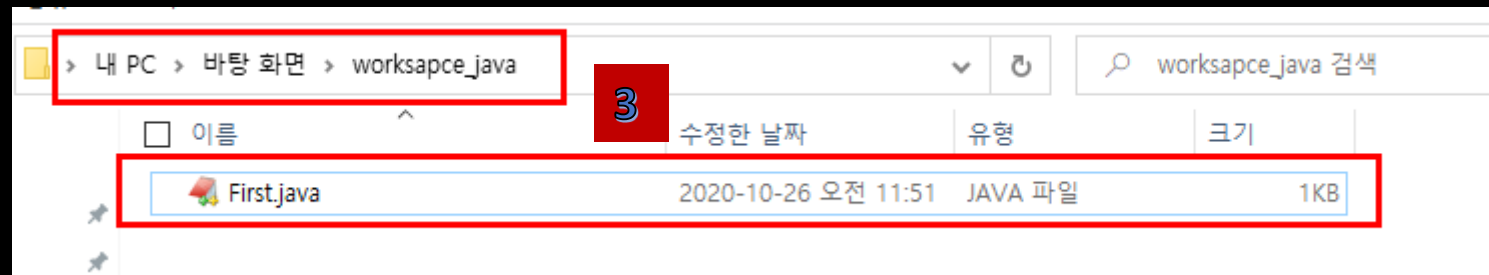 > 내 PC > 바탕 화면 > worksapce_java
worksapce_java 검색
3
이름 수정한 날짜 유형 크기
First.java 2020-10-26 오전 11:51 JAVA 파일 1KB